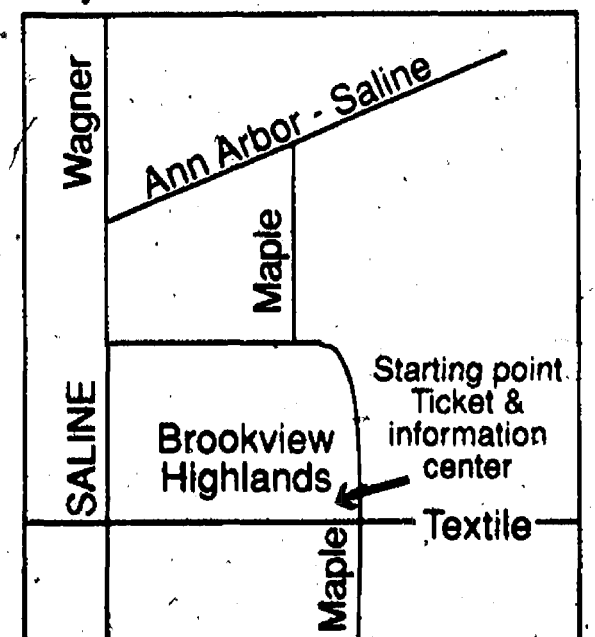 Wagner
Ann Arbor - Saline
Maple
SALINE
Starting point
Ticket &
information
center
Brookview
Highlands
Textile
Maple